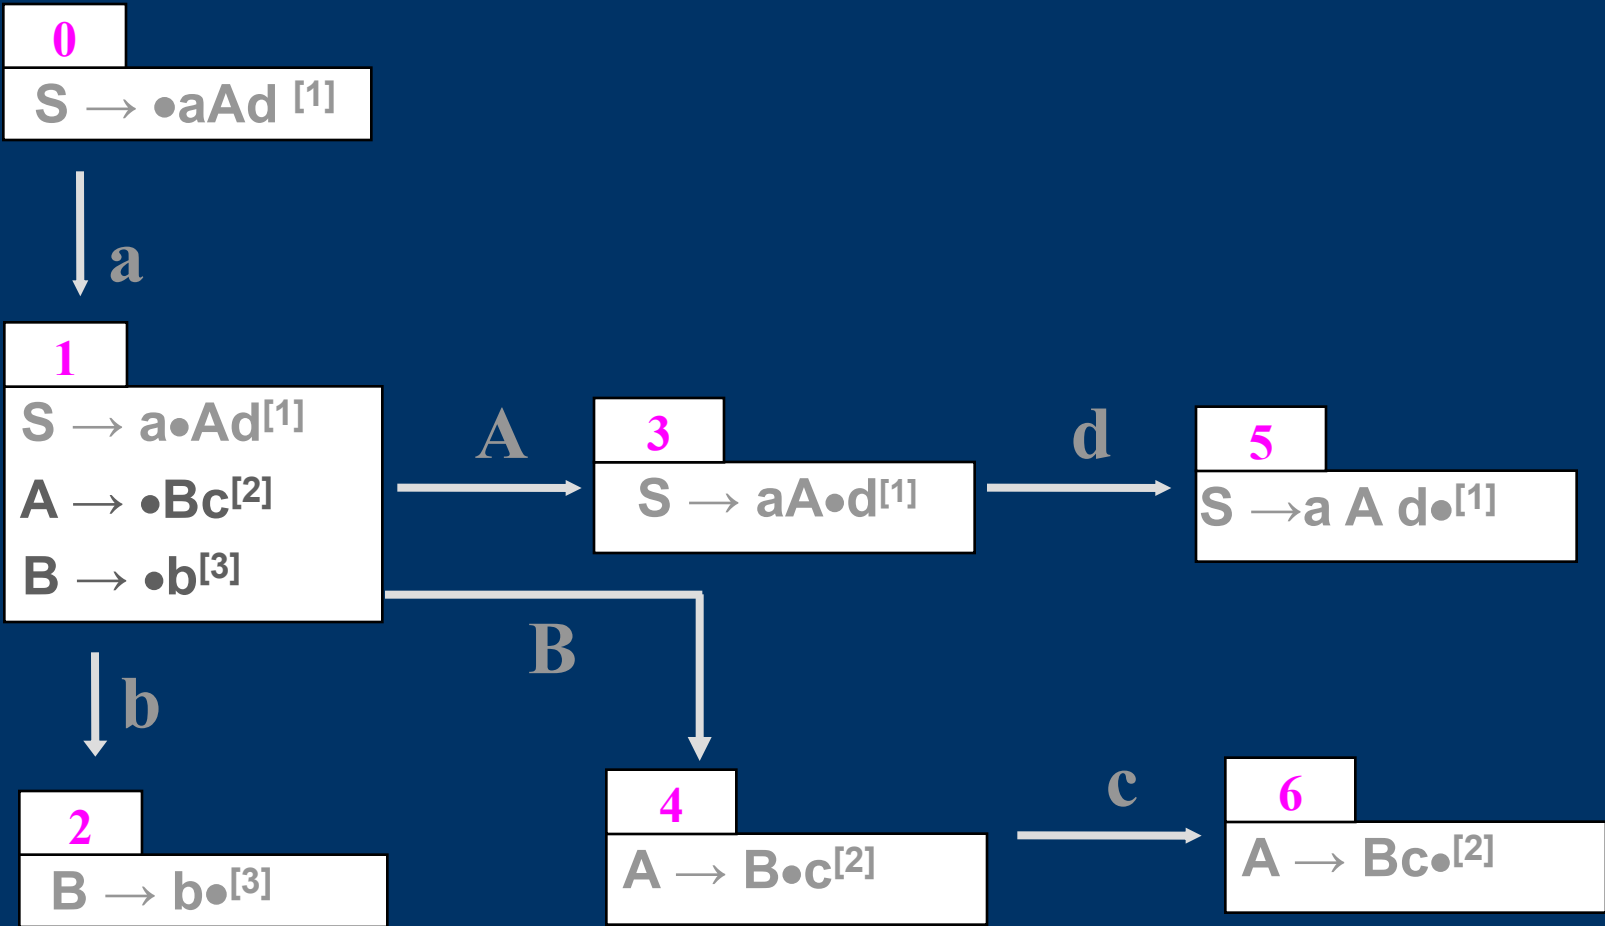 0
S → •aAd [1]
a
1
S → a•Ad[1]
A → •Bc[2]
B → •b[3]
A
3
S → aA•d[1]
d
5
S →a A d•[1]
B
b
2
B → b•[3]
4
A → B•c[2]
c
6
A → Bc•[2]